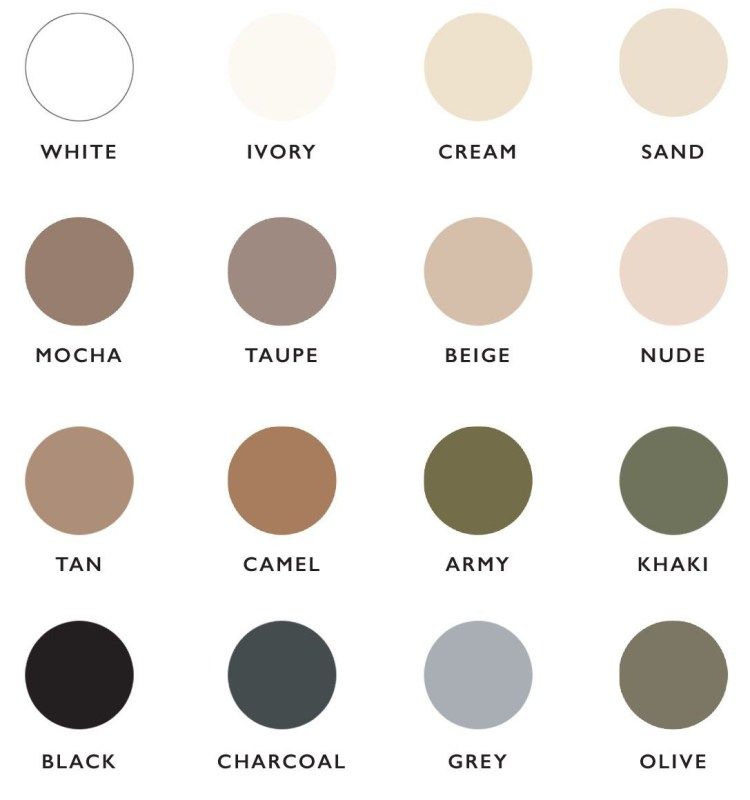 WHITE IVORY CREAM SAND
MOCHA TAUPE BEIGE NUDE
TAN CAMEL ARMY KHAKI
BLACK CHARCOAL GREY OLIVE